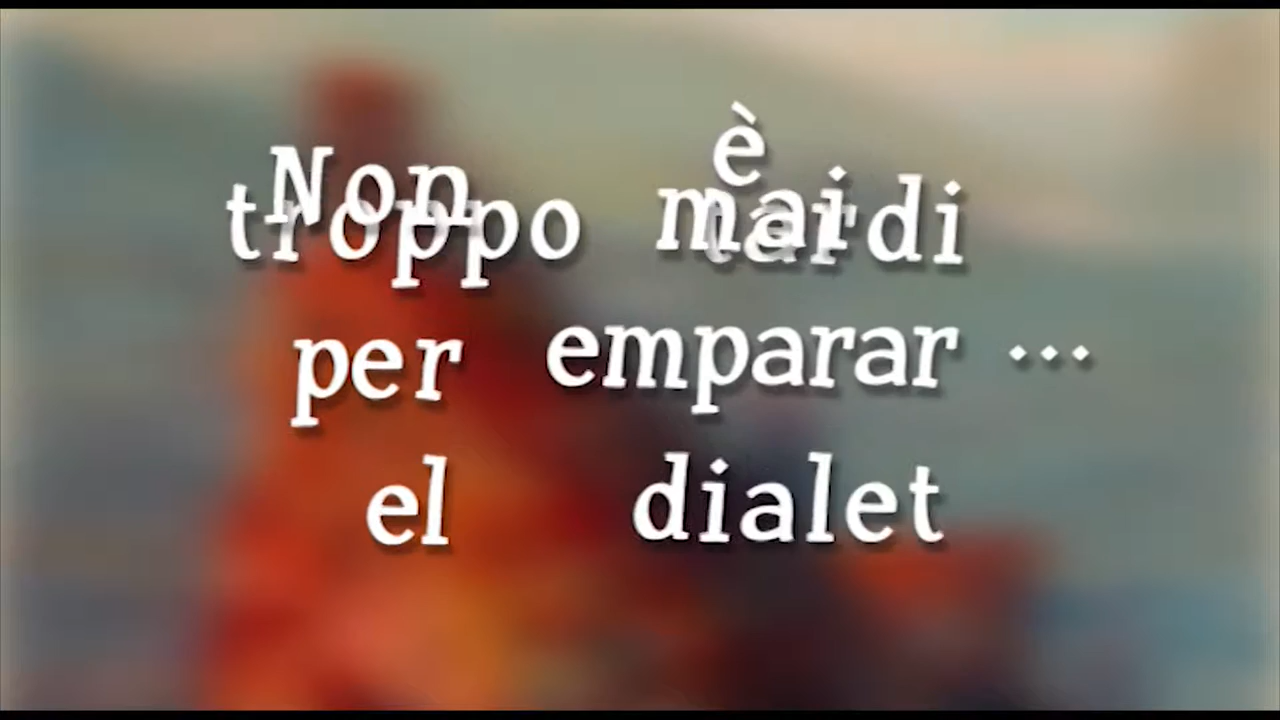 Non è mai
troppo tardi
per emparar ...
el dialet